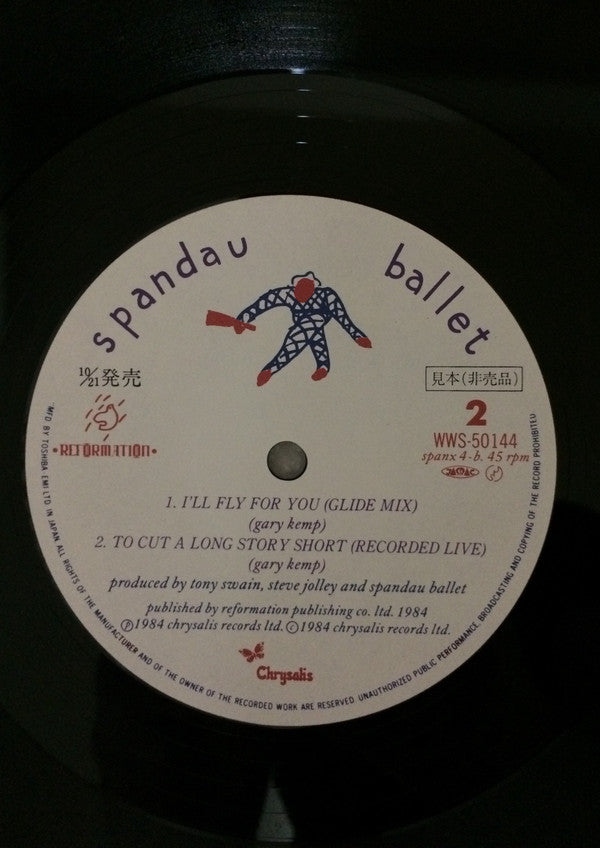 spandau ballet
10/21発売
見本(非売品)
REFORMATION
2
WWS-50144
spanx 4-b. 45 rpm
JASRAC
1. I'LL FLY FOR YOU (GLIDE MIX)
(gary kemp)
2. TO CUT A LONG STORY SHORT (RECORDED LIVE)
(gary kemp)
produced by tony swain, steve jolley and spandau ballet
published by reformation publishing co. ltd. 1984
Ⓟ1984 chrysalis records ltd. Ⓒ1984 chrysalis records ltd.
Chrysalis
MFD BY TOSHIBA EMI LTD IN JAPAN ALL RIGHTS OF THE MANUFACTURER AND OF THE OWNER OF THE RECORDED WORK ARE RESERVED. UNAUTHORIZED PUBLIC PERFORMANCE, BROADCASTING AND COPYING OF THE RECORD PROHIBITED